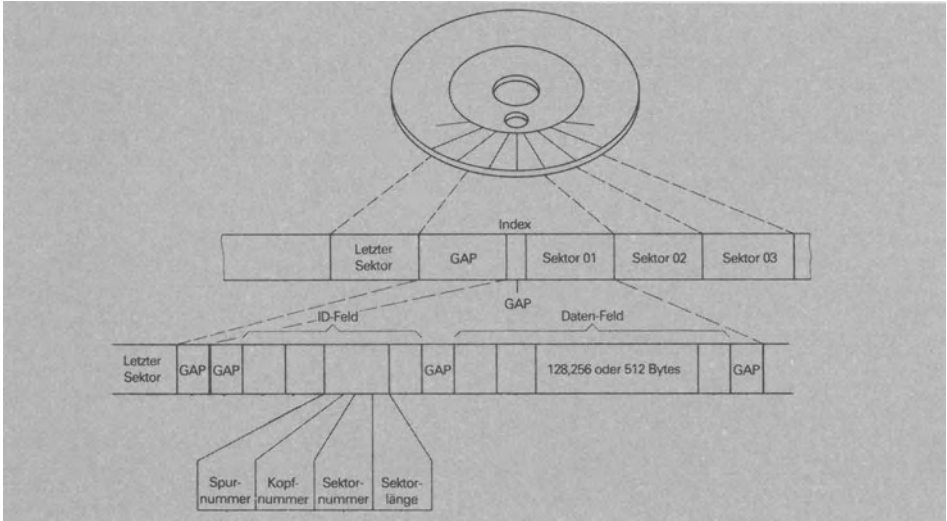 Index
Letzter
Sektor
GAP
Sektor 01
Sektor 02
Sektor 03
GAP
ID-Feld
Daten-Feld
Letzter
Sektor
GAP
GAP
GAP
128,256 oder 512 Bytes
GAP
Spur-
nummer
Kopf-
nummer
Sektor-
nummer
Sektor-
länge